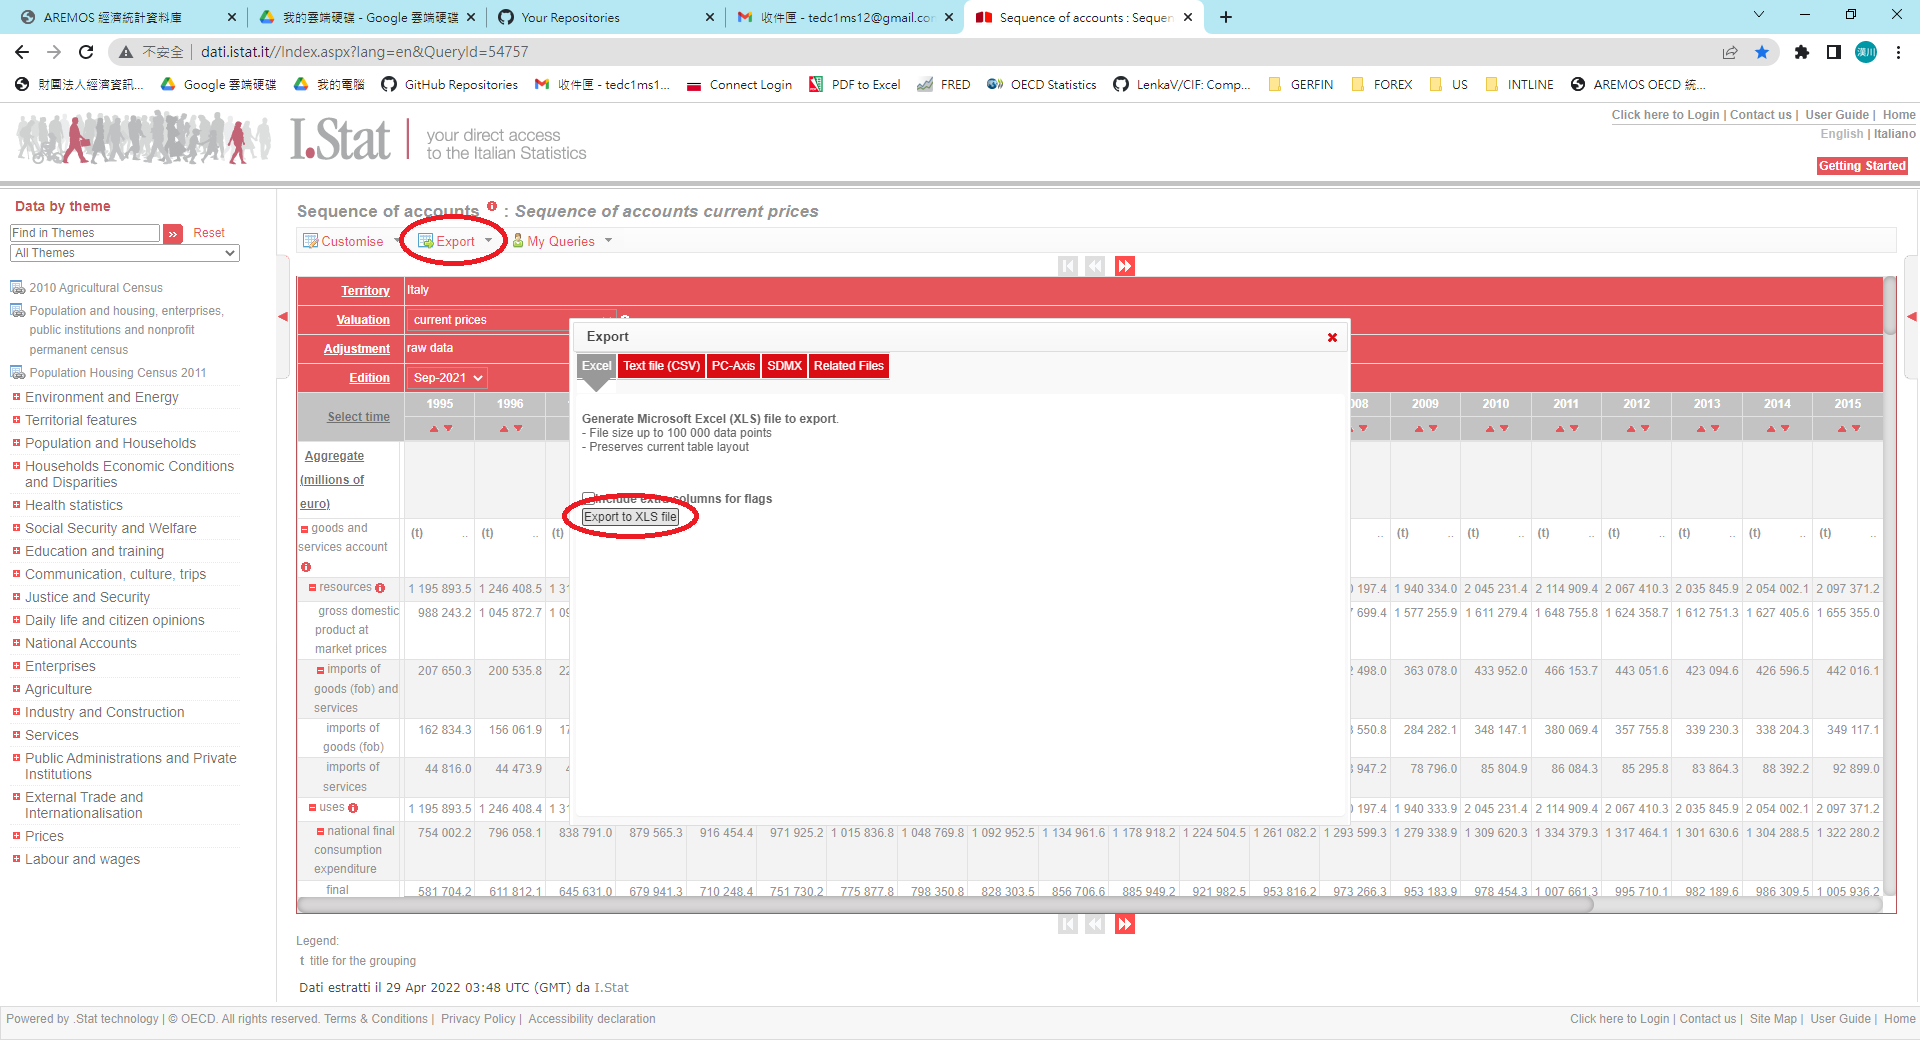 AREMOS 經濟統計資料庫
我的雲端硬碟 - Google 雲端硬碟
Your Repositories
收件匣 - tedc1ms12@gmail.co
Sequence of accounts : Sequen
不安全 | dati.istat.it//Index.aspx?lang=en&QueryId=54757
財團法人經濟資訊... Google 雲端硬碟 我的電腦 GitHub Repositories 收件匣 - tedc1ms1... Connect Login PDF to Excel FRED OECD Statistics LenkaV/CIF: Comp... GERFIN FOREX US INTLINE AREMOS OECD 統...
I.Stat
your direct access
to the Italian Statistics
Click here to Login | Contact us | User Guide | Home
English | Italiano
Getting Started
Data by theme
Find in Themes
Reset
All Themes
2010 Agricultural Census
Population and housing, enterprises,
public institutions and nonprofit
permanent census
Population Housing Census 2011
Environment and Energy
Territorial features
Population and Households
Households Economic Conditions
and Disparities
Health statistics
Social Security and Welfare
Education and training
Communication, culture, trips
Justice and Security
Daily life and citizen opinions
National Accounts
Enterprises
Agriculture
Industry and Construction
Services
Public Administrations and Private
Institutions
External Trade and
Internationalisation
Prices
Labour and wages
Sequence of accounts : Sequence of accounts current prices
Customise Export My Queries
Territory Italy
Valuation current prices
Adjustment raw data
Edition Sep-2021
Select time 1995 1996 08 2009 2010 2011 2012 2013 2014 2015
Aggregate
(millions of
euro)
goods and
services account
(t) .. (t) .. (t) .. (t) .. (t) .. (t) .. (t) .. (t) .. (t) .. (t) ..
resources 1 195 893.5 1 246 408.5 1 31 197.4 1 940 334.0 2 045 231.4 2 114 909.4 2 067 410.3 2 035 845.9 2 054 002.1 2 097 371.2
gross domestic
product at
market prices
988 243.2 1 045 872.7 1 09 699.4 1 577 255.9 1 611 279.4 1 648 755.8 1 624 358.7 1 612 751.3 1 627 405.6 1 655 355.0
imports of
goods (fob) and
services
207 650.3 200 535.8 22 498.0 363 078.0 433 952.0 466 153.7 443 051.6 423 094.6 426 596.5 442 016.1
imports of
goods (fob)
162 834.3 156 061.9 17 550.8 284 282.1 348 147.1 380 069.4 357 755.8 339 230.3 338 204.3 349 117.1
imports of
services
44 816.0 44 473.9 947.2 78 796.0 85 804.9 86 084.3 85 295.8 83 864.3 88 392.2 92 899.0
uses 1 195 893.5 1 246 408.4 1 31 197.4 1 940 333.9 2 045 231.4 2 114 909.4 2 067 410.3 2 035 845.9 2 054 002.1 2 097 371.2
national final
consumption
expenditure
754 002.2 796 058.1 838 791.0 879 565.3 916 454.4 971 925.2 1 015 836.8 1 048 769.8 1 092 952.5 1 134 961.6 1 178 918.2 1 224 504.5 1 261 082.2 1 293 599.3 1 279 338.9 1 309 620.3 1 334 379.3 1 317 464.1 1 301 630.6 1 304 288.5 1 322 280.2
final 581 704.2 611 812.1 645 631.0 679 941.3 710 248.4 751 730.2 775 877.8 798 350.8 828 303.5 856 706.6 885 949.2 921 982.5 953 816.2 973 266.3 953 183.9 978 454.3 1 007 661.3 995 710.1 982 189.6 986 309.5 1 005 936.2
Export
Excel Text file (CSV) PC-Axis SDMX Related Files
Generate Microsoft Excel (XLS) file to export.
- File size up to 100 000 data points
- Preserves current table layout
Include extra columns for flags
Export to XLS file
Legend:
t title for the grouping
Dati estratti il 29 Apr 2022 03:48 UTC (GMT) da I.Stat
Powered by .Stat technology | © OECD. All rights reserved. Terms & Conditions | Privacy Policy | Accessibility declaration
Click here to Login | Contact us | Site Map | User Guide | Home